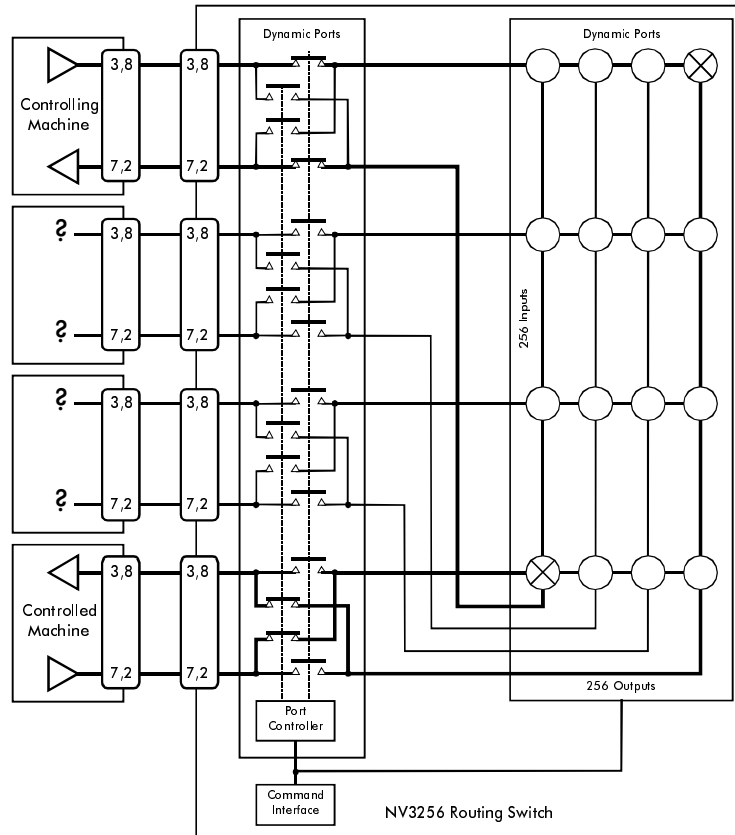 Dynamic Ports
Dynamic Ports
3,8
3,8
Controlling
Machine
7,2
7,2
?
3,8
3,8
?
7,2
7,2
256 Inputs
?
3,8
3,8
?
7,2
7,2
3,8
3,8
Controlled
Machine
7,2
7,2
256 Outputs
Port
Controller
Command
Interface
NV3256 Routing Switch